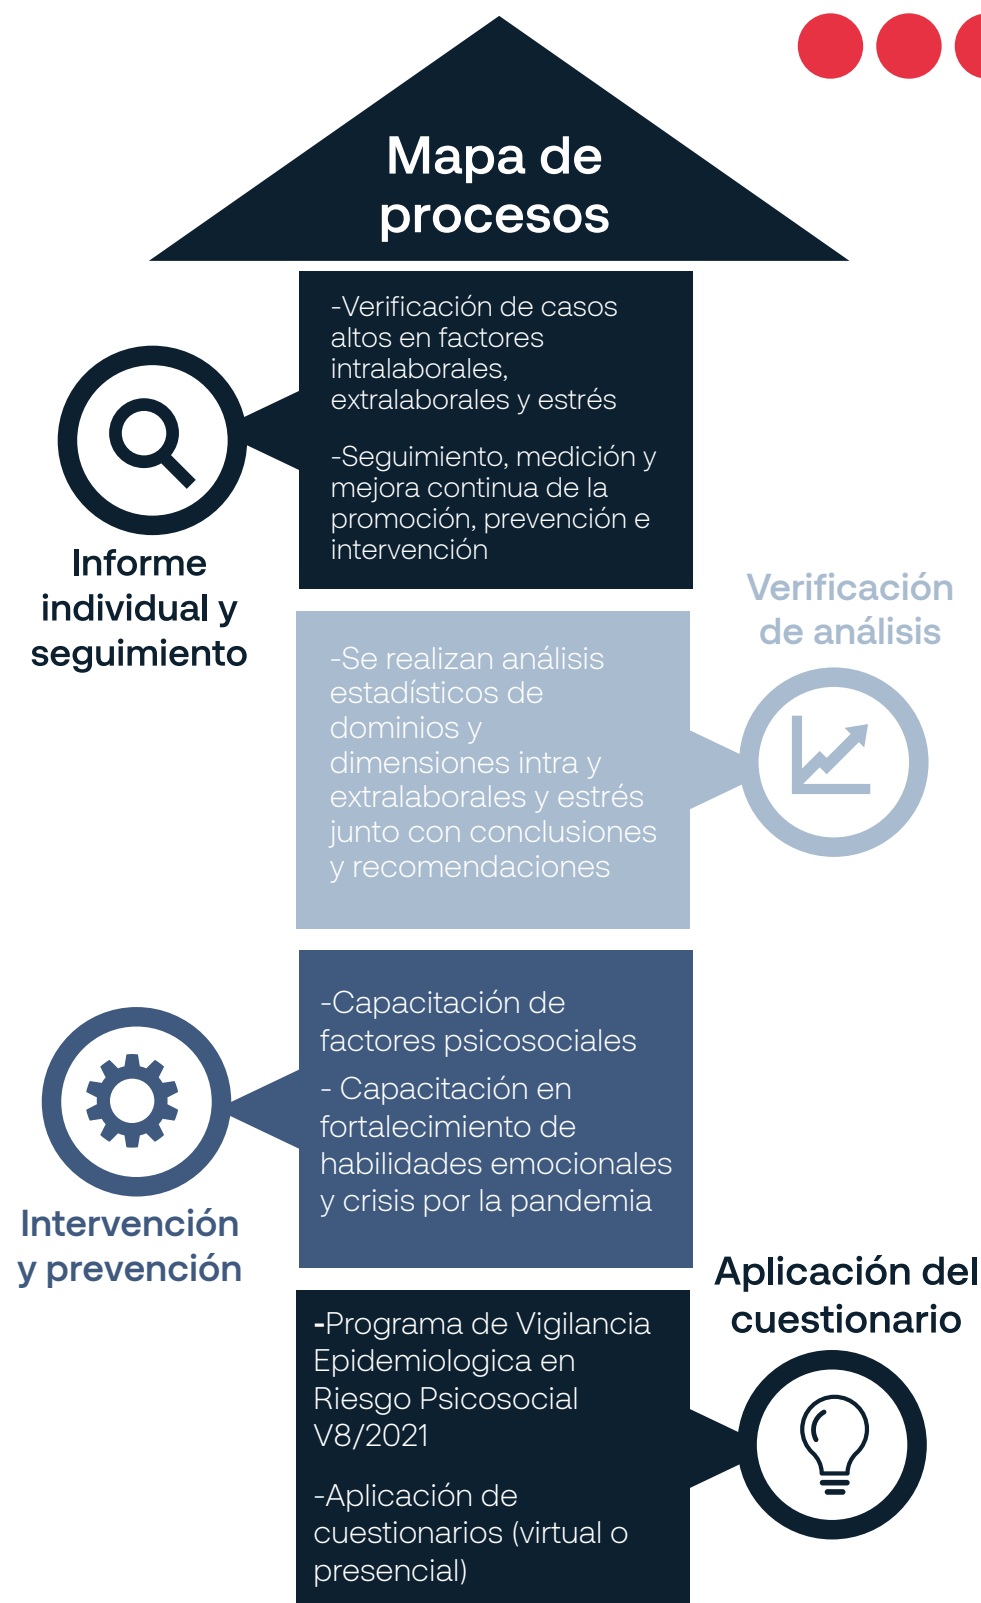 Mapa de
procesos
-Verificación de casos
altos en factores
intralaborales,
extralaborales y estrés
-Seguimiento, medición y
mejora continua de la
promoción, prevención e
intervención
Informe
individual y
seguimiento
Verificación
de análisis
-Se realizan análisis
estadísticos de
dominios y
dimensiones intra y
extralaborales y estrés
junto con conclusiones
y recomendaciones
-Capacitación de
factores psicosociales
- Capacitación en
fortalecimiento de
habilidades emocionales
y crisis por la pandemia
Intervención
y prevención
Aplicación del
cuestionario
-Programa de Vigilancia
Epidemiologica en
Riesgo Psicosocial
V8/2021
-Aplicación de
cuestionarios (virtual o
presencial)